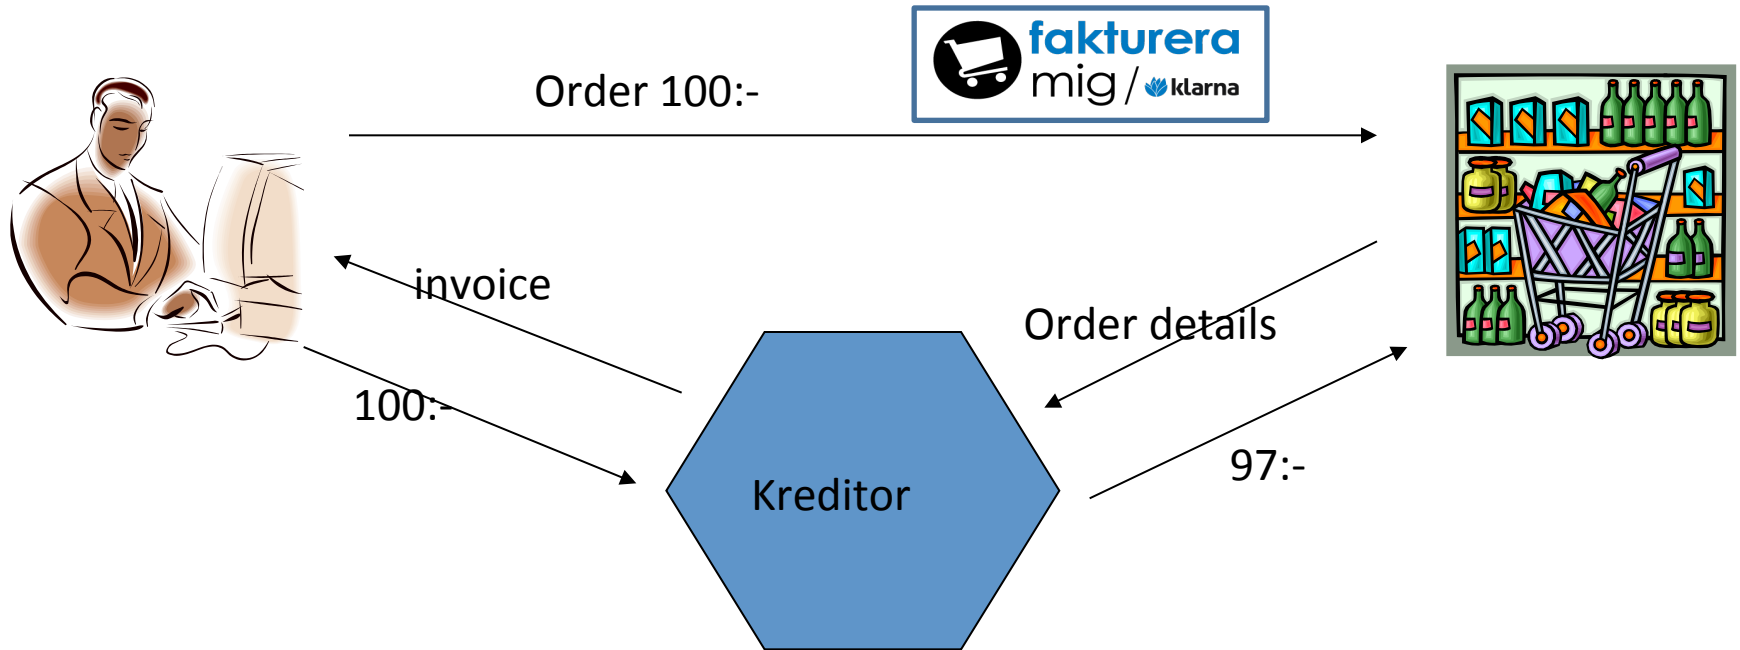 fakturera
mig/klarna
Order 100:-
invoice
Order details
100:-
97:-
Kreditor